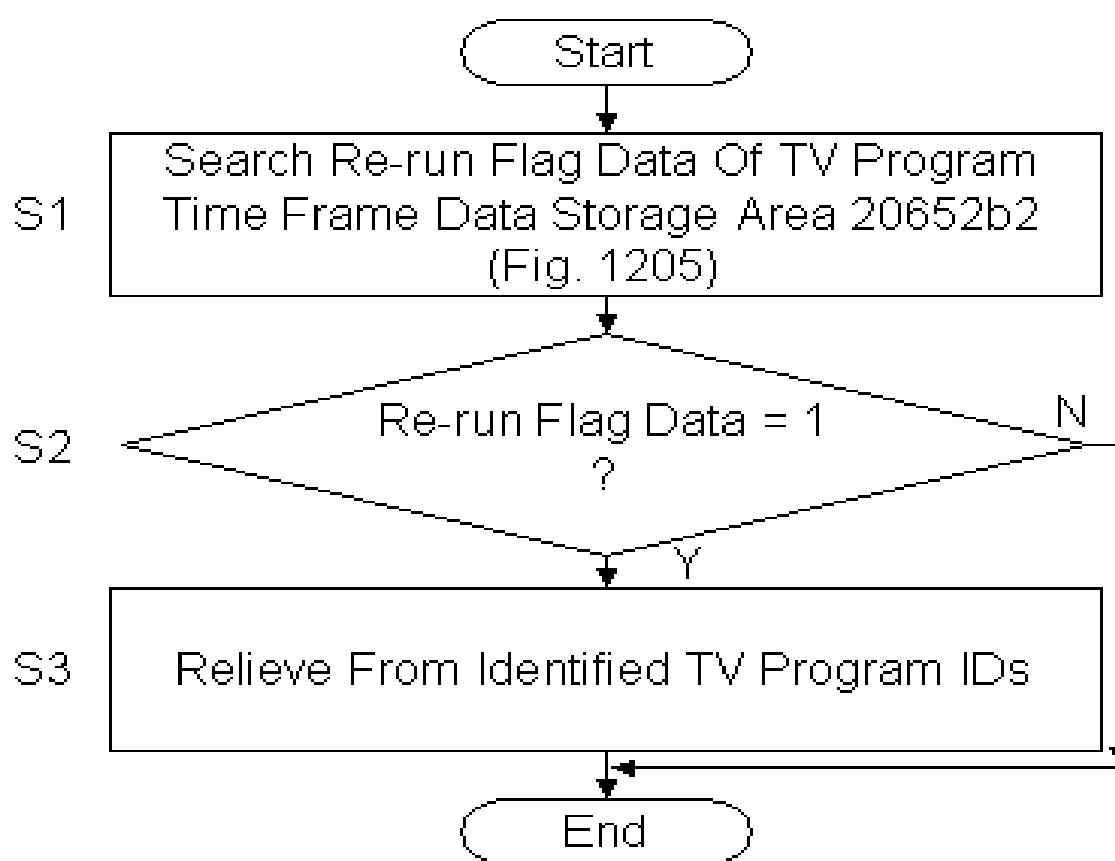 Start
S1
Search Re-run Flag Data Of TV Program
Time Frame Data Storage Area 20652b2
(Fig. 1205)
S2
Re-run Flag Data = 1
?
N
Y
S3
Relieve From Identified TV Program IDs
End